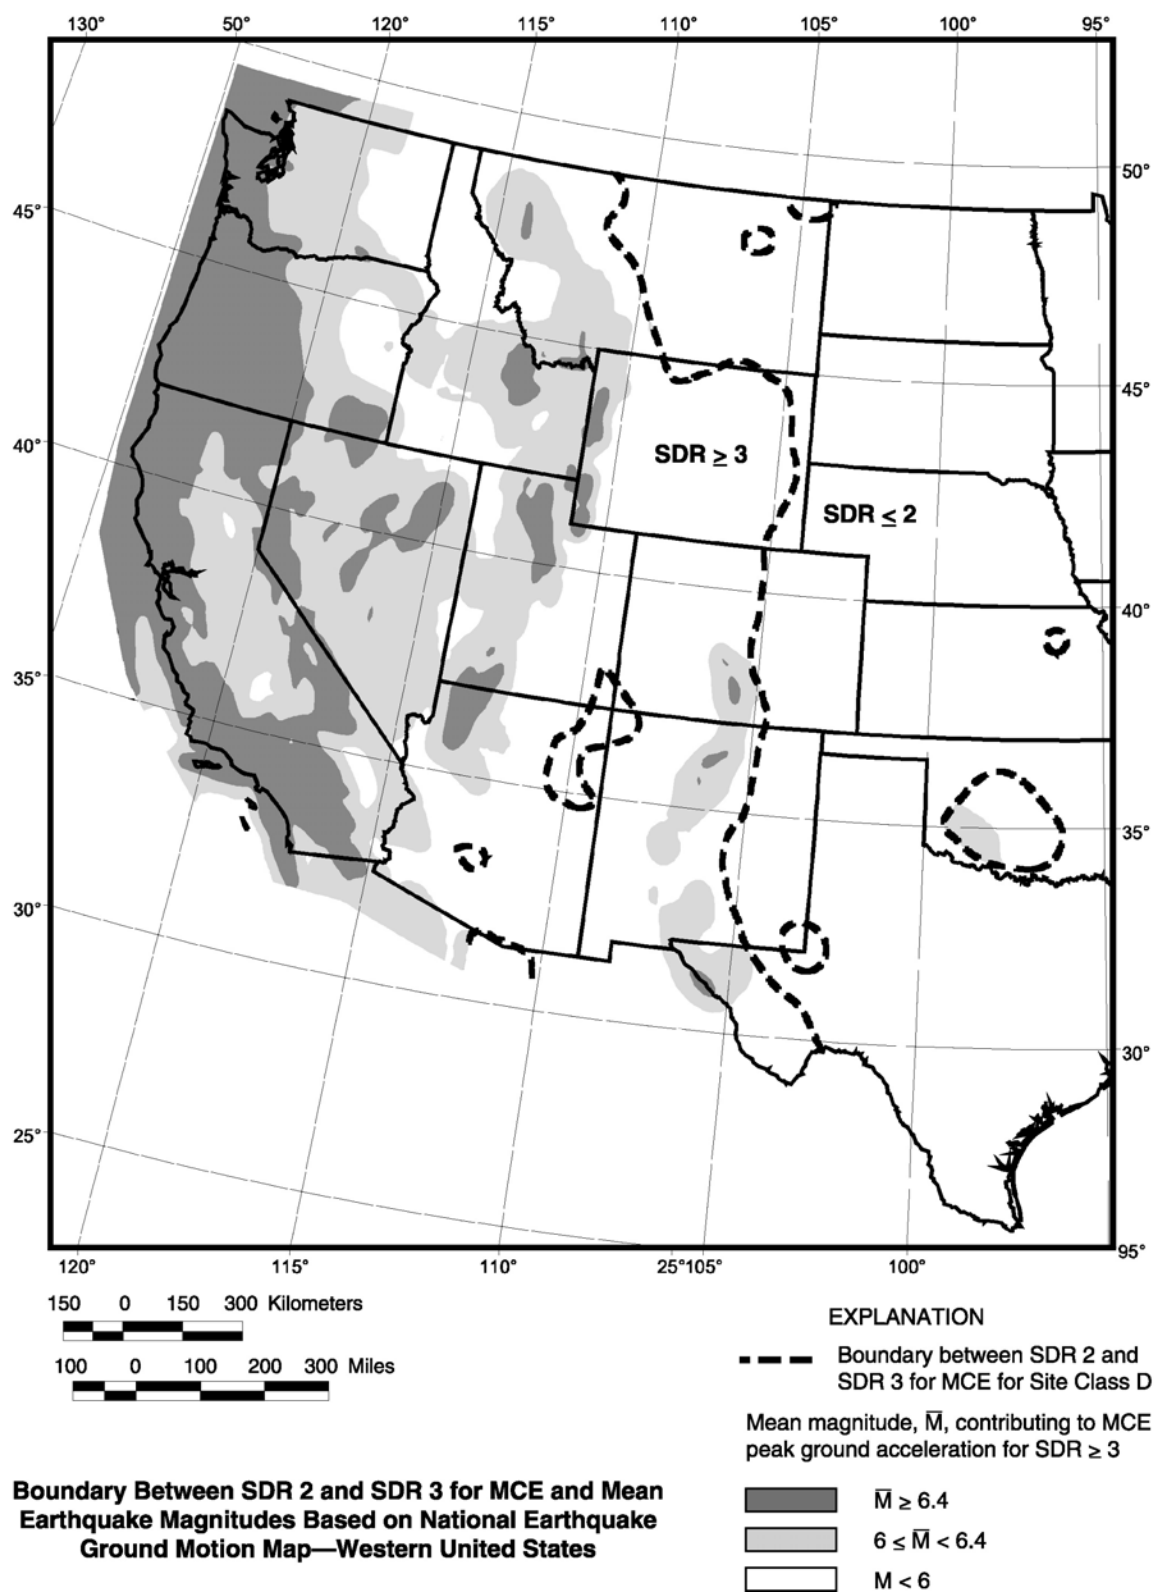 130° 50° 120° 115° 110° 105° 100° 95°
50°
45°
45°
40°
SDR ≥ 3
SDR ≤ 2
40°
35°
35°
30°
30°
25°
95°
120° 115° 110° 25°105° 100°
150 0 150 300 Kilometers
100 0 100 200 300 Miles
EXPLANATION
Boundary between SDR 2 and
SDR 3 for MCE for Site Class D
Mean magnitude, M̅, contributing to MCE
peak ground acceleration for SDR ≥ 3
M̅ ≥ 6.4
6 ≤ M̅ < 6.4
M < 6
Boundary Between SDR 2 and SDR 3 for MCE and Mean
Earthquake Magnitudes Based on National Earthquake
Ground Motion Map—Western United States